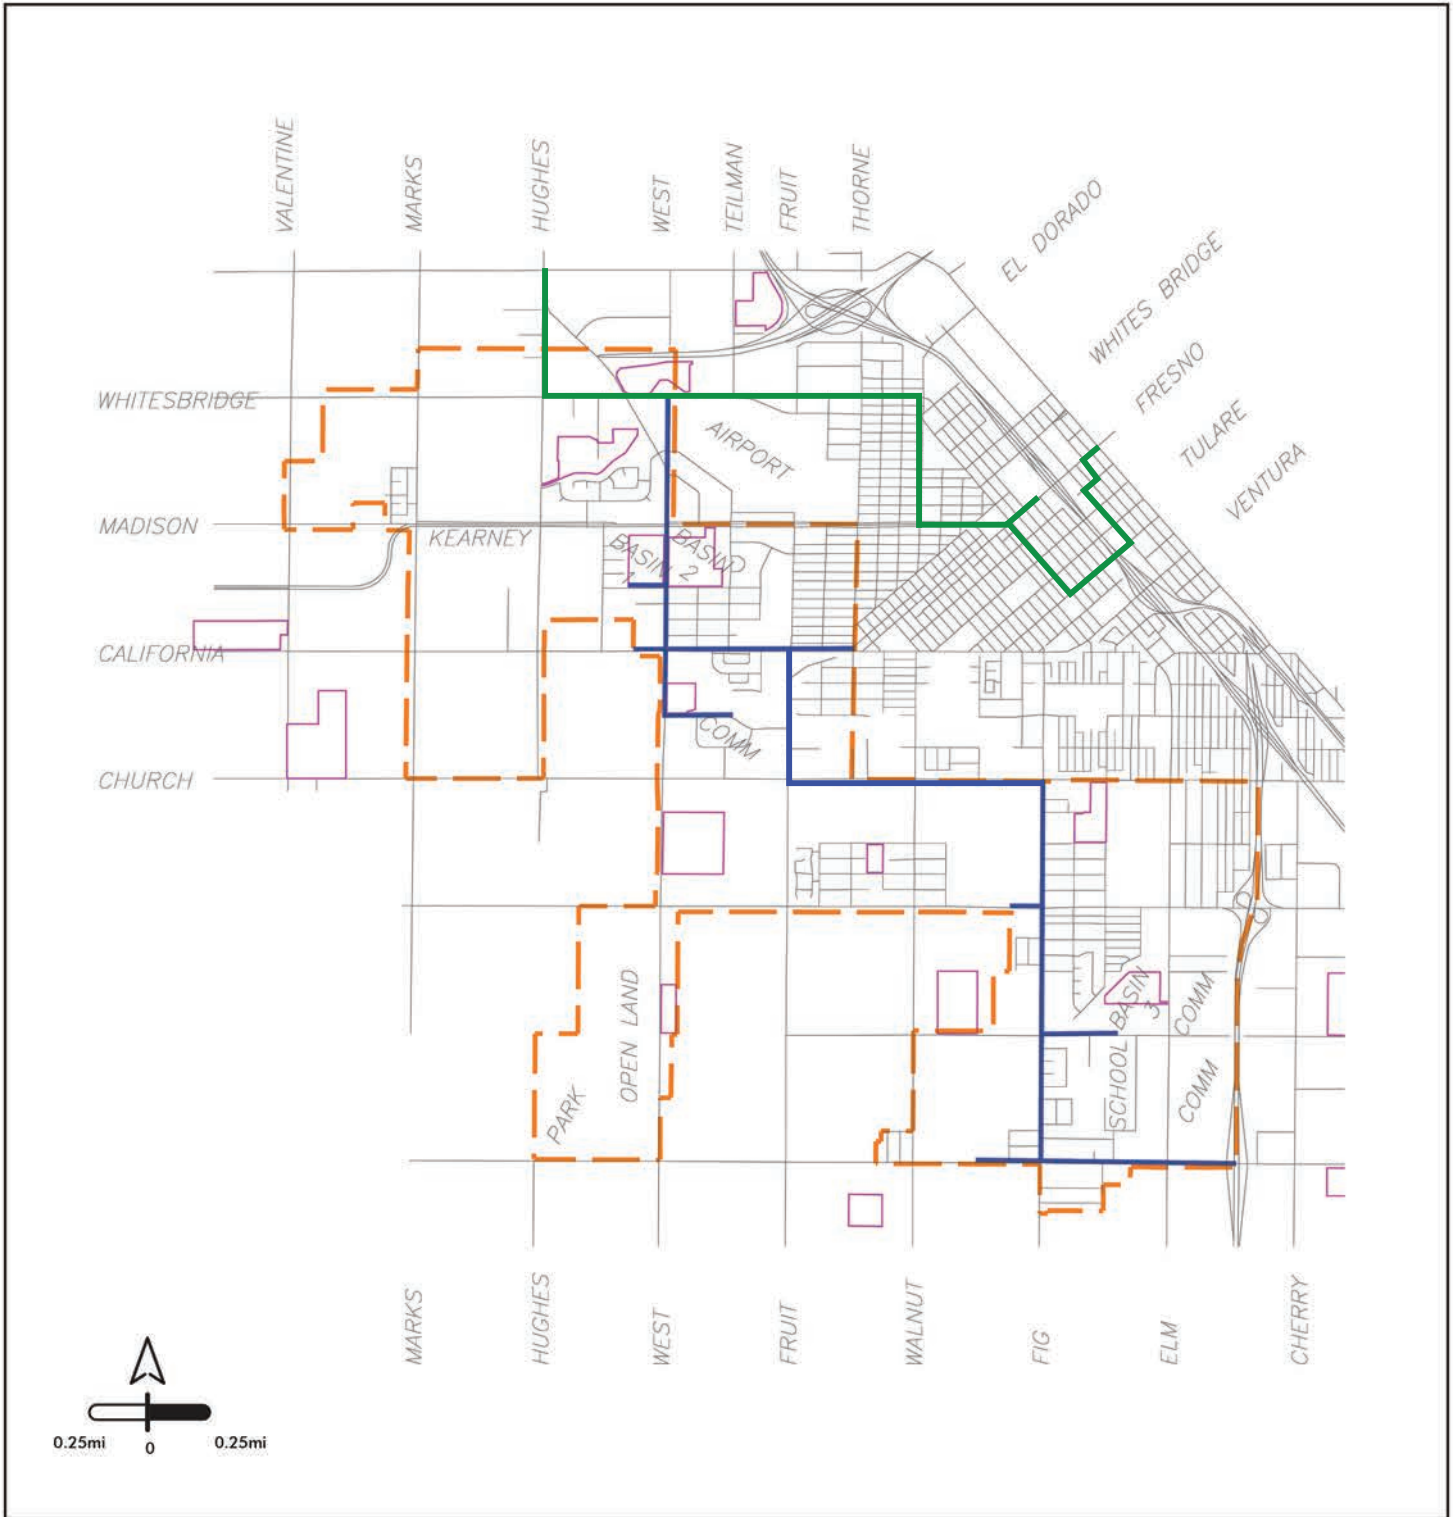 VALENTINE
MARKS
HUGHES
WEST
TEILMAN
FRUIT
THORNE
EL DORADO
WHITES BRIDGE
FRESNO
TULARE
VENTURA
WHITESBRIDGE
AIRPORT
MADISON
KEARNEY
BASIN
1
BASIN
2
CALIFORNIA
COMM
CHURCH
OPEN LAND
PARK
BASIN
3
COMM
SCHOOL
COMM
MARKS
HUGHES
WEST
FRUIT
WALNUT
FIG
ELM
CHERRY
0.25mi
0
0.25mi